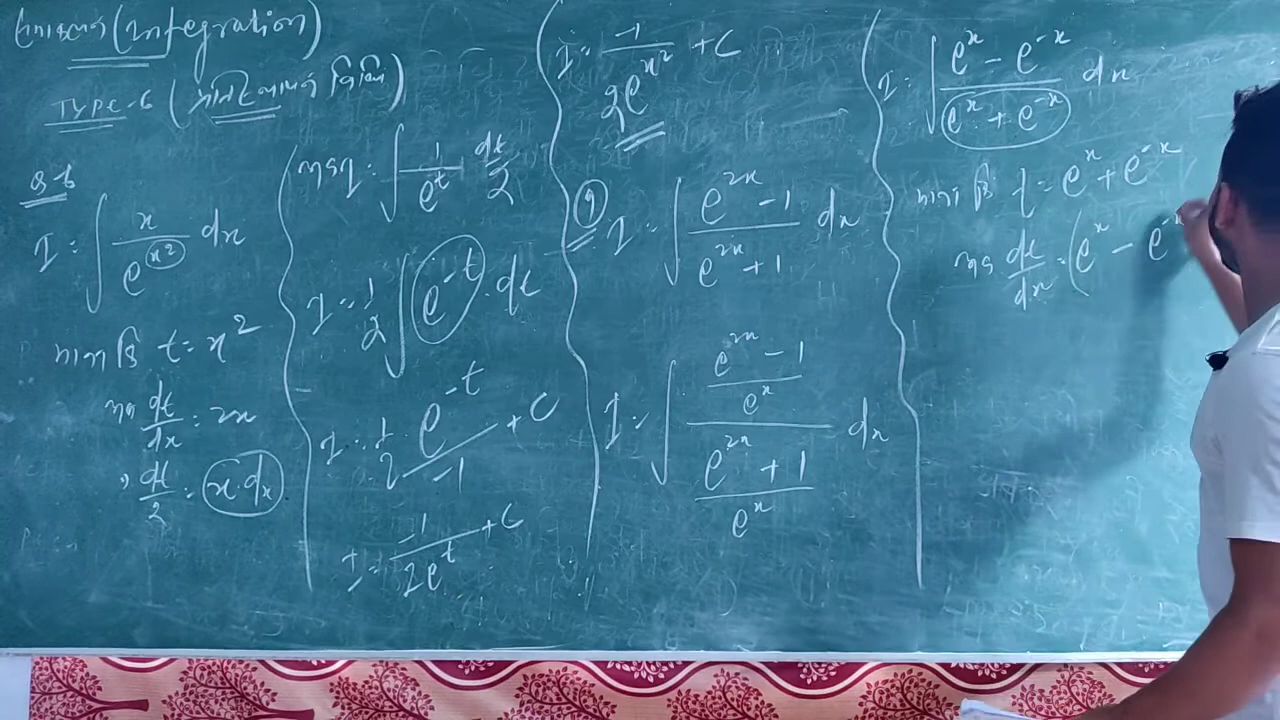 (Integration)
TYPE-6 (
Q-6
I = ∫ x / e^(x²) dx
t = x²
dt/dx = 2x
dt/2 = x·dx
∫ 1/e^t dt/2
I = 1/2 ∫ e^-t · dt
I = 1/2 · e^-t / -1 + C
I = -1 / 2e^t + C
I = -1 / 2e^(x²) + C
I = ∫ (e^2x - 1) / (e^2x + 1) dx
I = ∫ ((e^2x - 1) / e^x) / ((e^2x + 1) / e^x) dx
I = ∫ (e^x - e^-x) / (e^x + e^-x) dx
t = e^x + e^-x
dt/dx = (e^x - e^-x